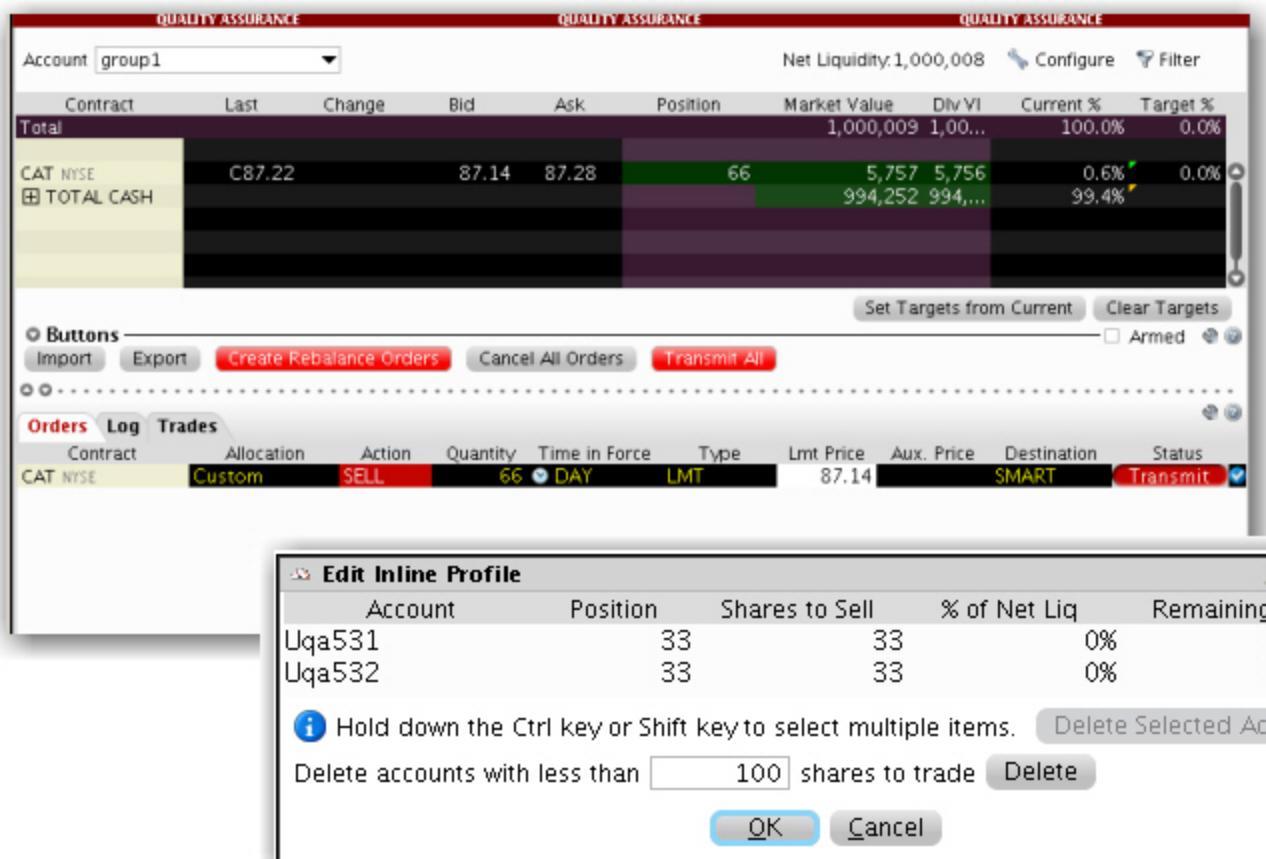 QUALITY ASSURANCE QUALITY ASSURANCE QUALITY ASSURANCE
Account group1 Net Liquidity:1,000,008 Configure Filter
Contract Last Change Bid Ask Position Market Value Div Vl Current % Target %
Total 1,000,009 1,00... 100.0% 0.0%
CAT NYSE C87.22 87.14 87.28 66 5,757 5,756 0.6% 0.0%
TOTAL CASH 994,252 994,... 99.4%
Set Targets from Current Clear Targets
Buttons Armed
Import Export Create Rebalance Orders Cancel All Orders Transmit All
Orders Log Trades
Contract Allocation Action Quantity Time in Force Type Lmt Price Aux. Price Destination Status
CAT NYSE Custom SELL 66 DAY LMT 87.14 SMART Transmit
Edit Inline Profile
Account Position Shares to Sell % of Net Liq Remaining
Uqa531 33 33 0%
Uqa532 33 33 0%
Hold down the Ctrl key or Shift key to select multiple items. Delete Selected Ac
Delete accounts with less than 100 shares to trade Delete
OK Cancel